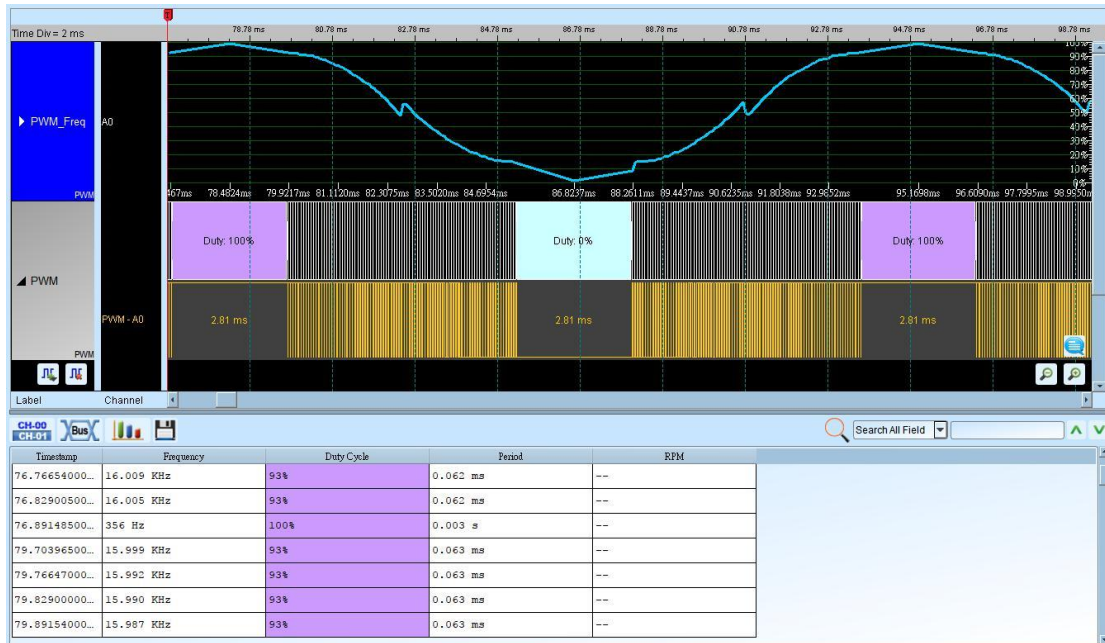 T
Time Div = 2 ms 78.78 ms 80.78 ms 82.78 ms 84.78 ms 86.78 ms 88.78 ms 90.78 ms 92.78 ms 94.78 ms 96.78 ms 98.78 ms
100%
90%
80%
70%
60%
50%
40%
30%
20%
10%
0%
PWM_Freq A0
PWM
467ms 78.4824ms 79.9217ms 81.1120ms 82.3075ms 83.5020ms 84.6954ms 86.8237ms 88.2611ms 89.4437ms 90.6235ms 91.8038ms 92.9852ms 95.1698ms 96.6090ms 97.7995ms
Duty: 100% Duty: 0% Duty: 100%
PWM
PWM - A0 2.81 ms 2.81 ms 2.81 ms
PWM
Label Channel
CH-00
CH-01
Bus
Search All Field
Timestamp Frequency Duty Cycle Period RPM
76.76654000... 16.009 KHz 93% 0.062 ms --
76.82900500... 16.005 KHz 93% 0.062 ms --
76.89148500... 356 Hz 100% 0.003 s --
79.70396500... 15.999 KHz 93% 0.063 ms --
79.76647000... 15.992 KHz 93% 0.063 ms --
79.82900000... 15.990 KHz 93% 0.063 ms --
79.89154000... 15.987 KHz 93% 0.063 ms --